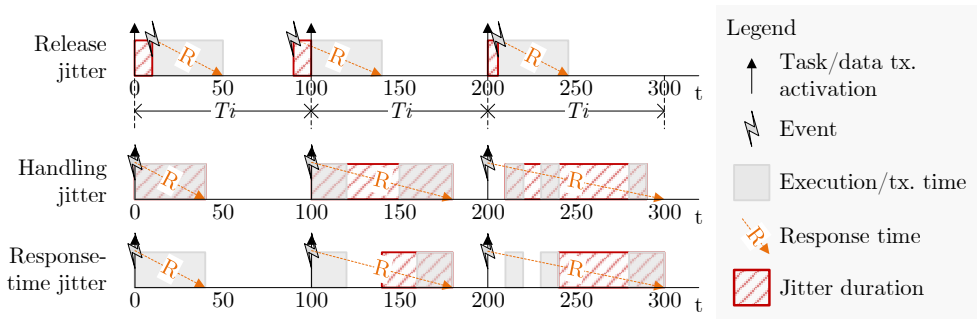 Release
jitter
R R R
0 50 100 150 200 250 300 t
Ti Ti Ti
Handling
jitter
R R R
0 50 100 150 200 250 300 t
Response-
time jitter
R R R
0 50 100 150 200 250 300 t
Legend
Task/data tx.
activation
Event
Execution/tx. time
R Response time
Jitter duration